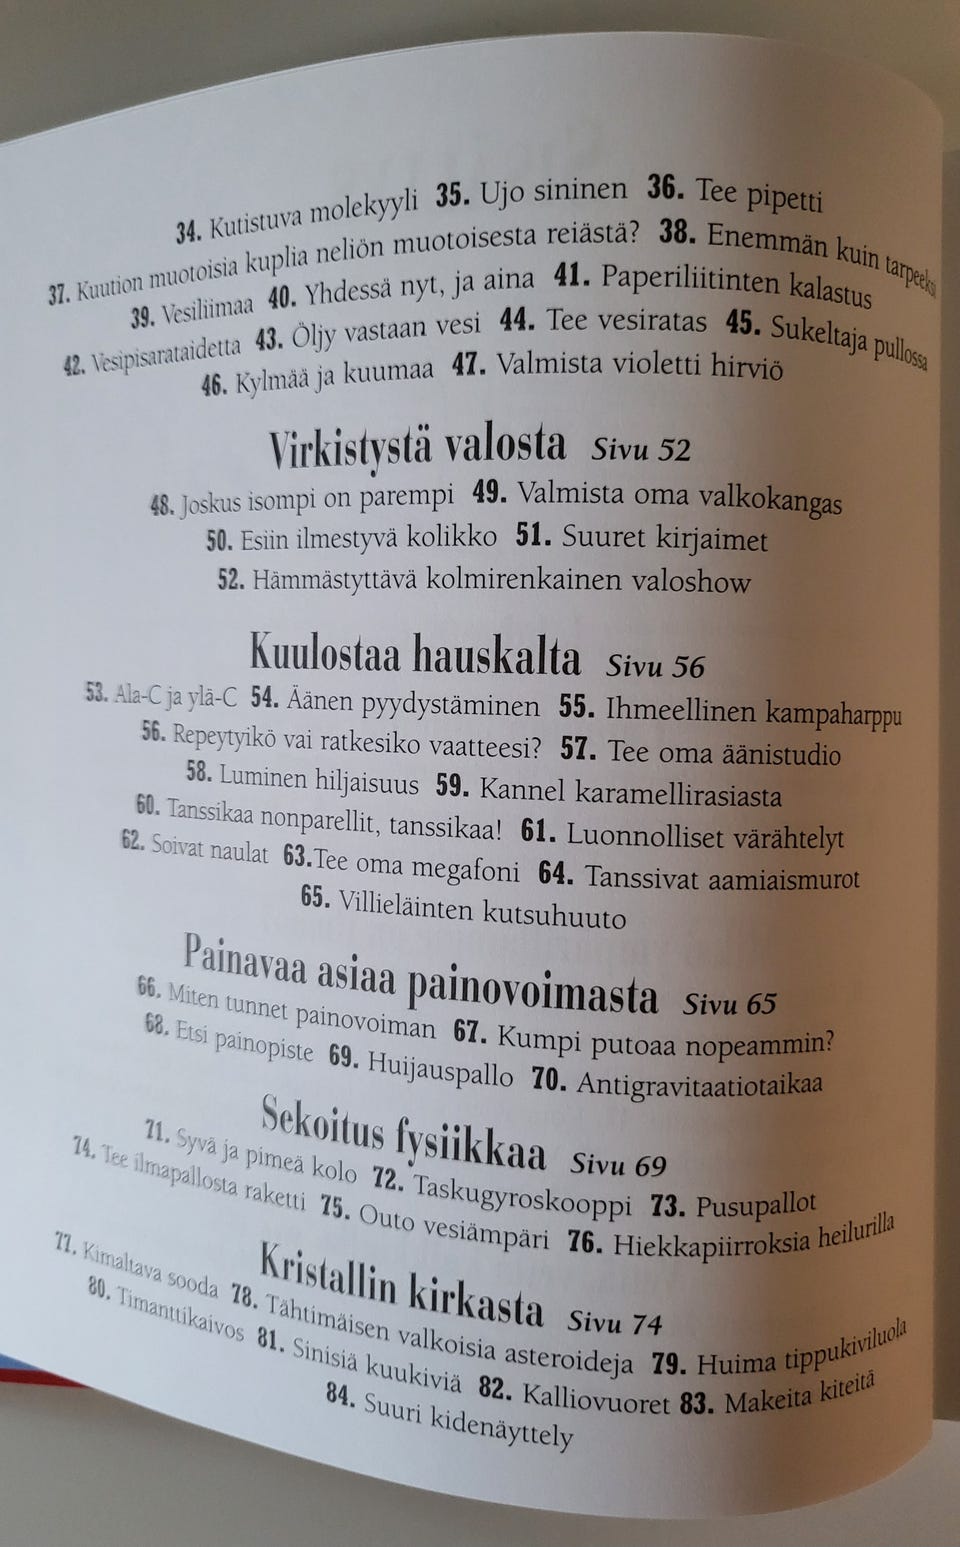 34. Kutistuva molekyyli 35. Ujo sininen 36. Tee pipetti
37. Kuution muotoisia kuplia neliön muotoisesta reiästä? 38. Enemmän kuin tarpeeksi
39. Vesiliimaa 40. Yhdessä nyt, ja aina 41. Paperiliitinten kalastus
42. Vesipisarataidetta 43. Öljy vastaan vesi 44. Tee vesiratas 45. Sukeltaja pullossa
46. Kylmää ja kuumaa 47. Valmista violetti hirviö
Virkistystä valosta Sivu 52
48. Joskus isompi on parempi 49. Valmista oma valkokangas
50. Esiin ilmestyvä kolikko 51. Suuret kirjaimet
52. Hämmästyttävä kolmirenkainen valoshow
Kuulostaa hauskalta Sivu 56
53. Ala-C ja ylä-C 54. Äänen pyydystäminen 55. Ihmeellinen kampaharppu
56. Repeytyikö vai ratkesiko vaatteesi? 57. Tee oma äänistudio
58. Luminen hiljaisuus 59. Kannel karamellirasiasta
60. Tanssikaa nonparellit, tanssikaa! 61. Luonnolliset värähtelyt
62. Soivat naulat 63.Tee oma megafoni 64. Tanssivat aamiaismurot
65. Villieläinten kutsuhuuto
Painavaa asiaa painovoimasta Sivu 65
66. Miten tunnet painovoiman 67. Kumpi putoaa nopeammin?
68. Etsi painopiste 69. Huijauspallo 70. Antigravitaatiotaikaa
Sekoitus fysiikkaa Sivu 69
71. Syvä ja pimeä kolo 72. Taskugyroskooppi 73. Pusupallot
74. Tee ilmapallosta raketti 75. Outo vesiämpäri 76. Hiekkapiirroksia heilurilla
Kristallin kirkasta Sivu 74
77. Kimaltava sooda 78. Tähtimäisen valkoisia asteroideja 79. Huima tippukiviluola
80. Timanttikaivos 81. Sinisiä kuukiviä 82. Kalliovuoret 83. Makeita kiteitä
84. Suuri kidenäyttely